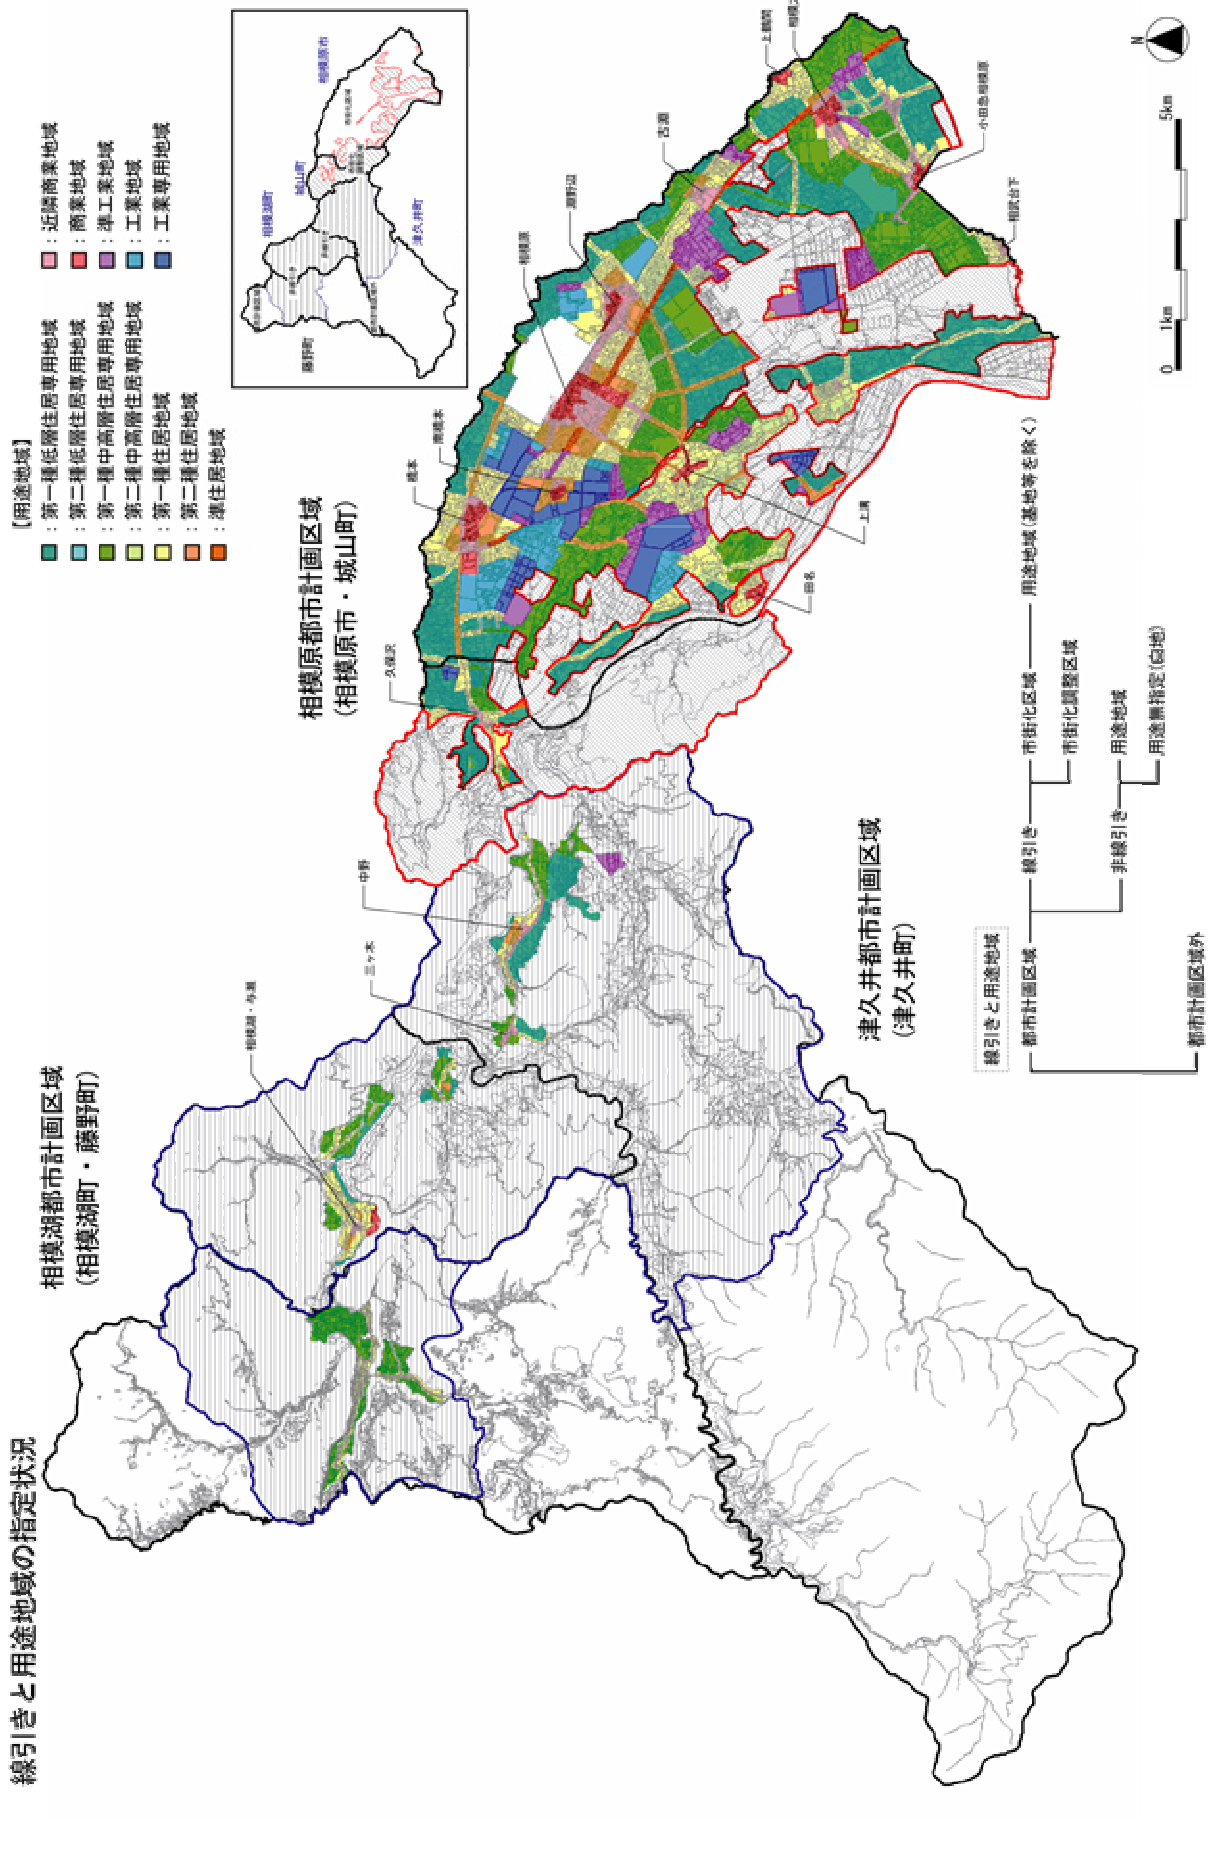 線引きと用途地域の指定状況
【用途地域】
：第一種低層住居専用地域
：第二種低層住居専用地域
：第一種中高層住居専用地域
：第二種中高層住居専用地域
：第一種住居地域
：第二種住居地域
：準住居地域
：近隣商業地域
：商業地域
：準工業地域
：工業地域
：工業専用地域
相模湖都市計画区域
（相模湖町・藤野町）
相模原都市計画区域
（相模原市・城山町）
津久井都市計画区域
（津久井町）
相模湖・与瀬
三ヶ木
中野
久保沢
橋本
南橋本
相模原
淵野辺
古淵
上鶴間
小田急相模原
相武台下
上溝
田名
藤野町
相模湖町
城山町
相模原市
津久井町
線引きと用途地域
都市計画区域
線引き
市街化区域
用途地域（基地等を除く）
市街化調整区域
非線引き
用途地域
用途無指定（白地）
都市計画区域外
N
0
1km
5km